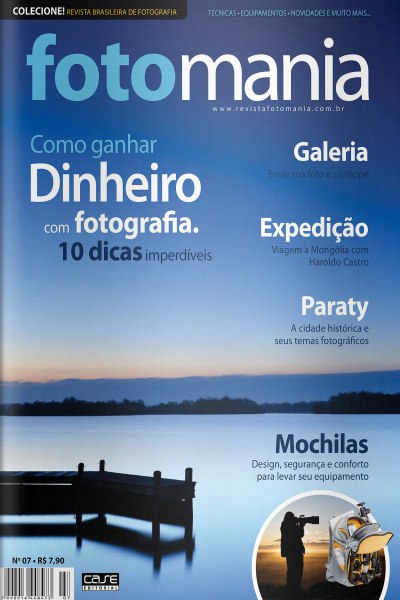 COLECIONE! REVISTA BRASILEIRA DE FOTOGRAFIA
TÉCNICAS • EQUIPAMENTOS • NOVIDADES E MUITO MAIS...
fotomania
www.revistafotomania.com.br
Como ganhar
Dinheiro
com fotografia.
10 dicas imperdíveis
Galeria
Envie sua foto e participe
Expedição
Viagem à Mongólia com
Haroldo Castro
Paraty
A cidade histórica e
seus temas fotográficos
Mochilas
Design, segurança e conforto
para levar seu equipamento
Nº 07 • R$ 7,90
CASE
EDITORIAL